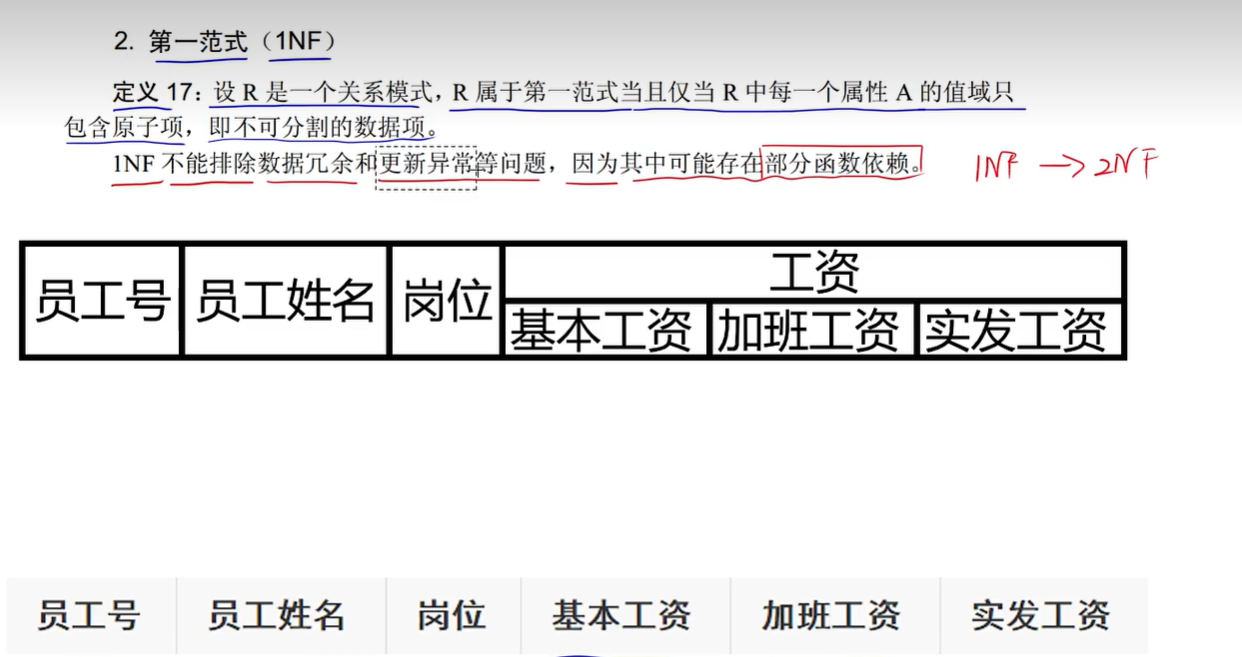 2. 第一范式（1NF）
定义 17：设 R 是一个关系模式，R 属于第一范式当且仅当 R 中每一个属性 A 的值域只
包含原子项，即不可分割的数据项。
1NF 不能排除数据冗余和更新异常等问题，因为其中可能存在部分函数依赖。 1NF → 2NF
员工号 员工姓名 岗位 工资
基本工资 加班工资 实发工资
员工号 员工姓名 岗位 基本工资 加班工资 实发工资